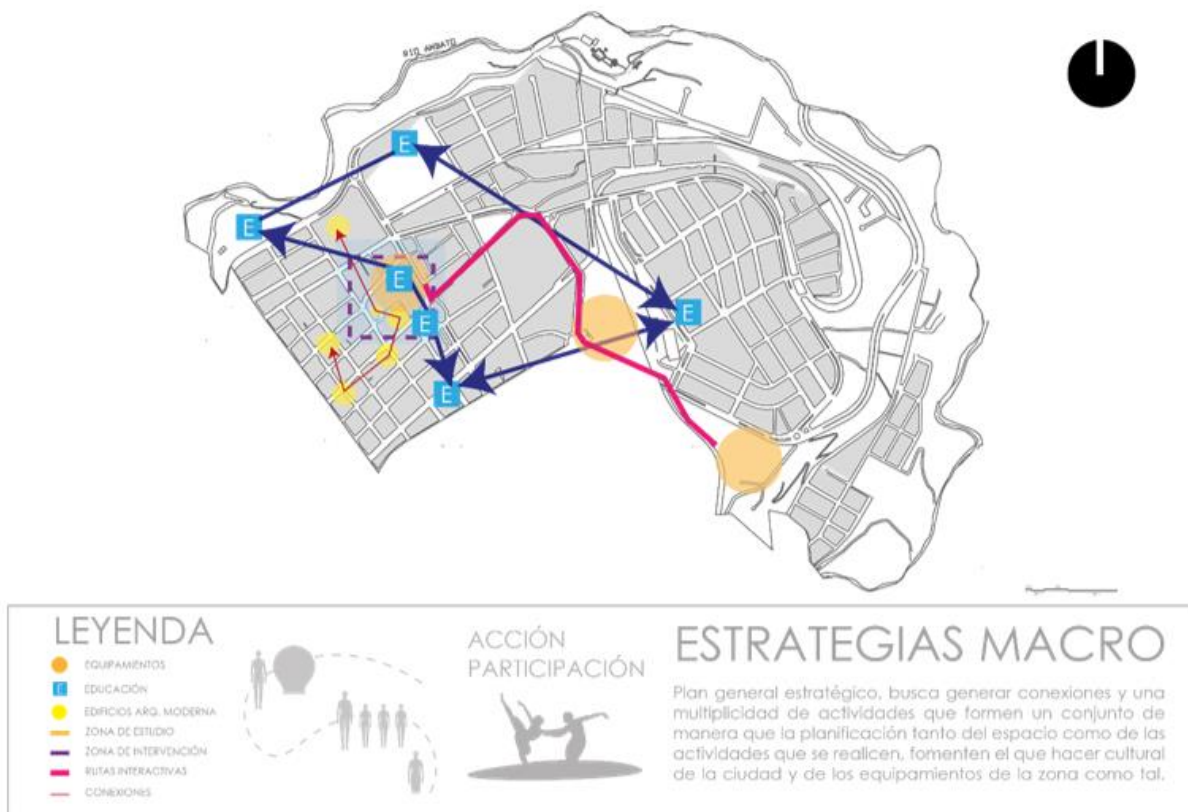 RIO AMBATO
E
E
E
E
E
E
LEYENDA
EQUIPAMIENTOS
E EDUCACIÓN
EDIFICIOS ARQ. MODERNA
ZONA DE ESTUDIO
ZONA DE INTERVENCIÓN
RUTAS INTERACTIVAS
CONEXIONES
ACCIÓN
PARTICIPACIÓN
ESTRATEGIAS MACRO
Plan general estratégico, busca generar conexiones y una
multiplicidad de actividades que formen un conjunto de
manera que la planificación tanto del espacio como de las
actividades que se realicen, fomenten el que hacer cultural
de la ciudad y de los equipamientos de la zona como tal.